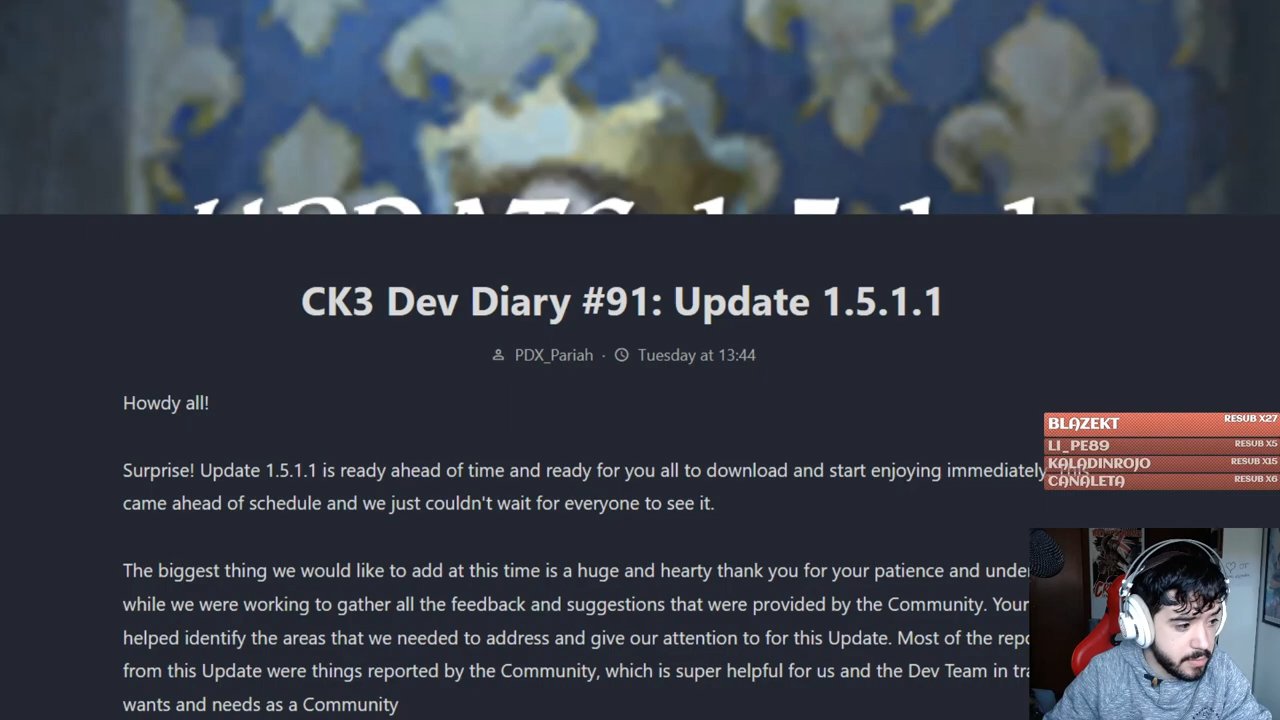 UPDATE 1.5.1.1
CK3 Dev Diary #91: Update 1.5.1.1
PDX_Pariah · Tuesday at 13:44
Howdy all!
Surprise! Update 1.5.1.1 is ready ahead of time and ready for you all to download and start enjoying immediately. This
came ahead of schedule and we just couldn't wait for everyone to see it.
The biggest thing we would like to add at this time is a huge and hearty thank you for your patience and under
while we were working to gather all the feedback and suggestions that were provided by the Community. Your
helped identify the areas that we needed to address and give our attention to for this Update. Most of the repo
from this Update were things reported by the Community, which is super helpful for us and the Dev Team in tra
wants and needs as a Community
BLAZEKT RESUB X27
LI_PE89 RESUB X5
KALADINROJO RESUB X15
CANALETA RESUB X6